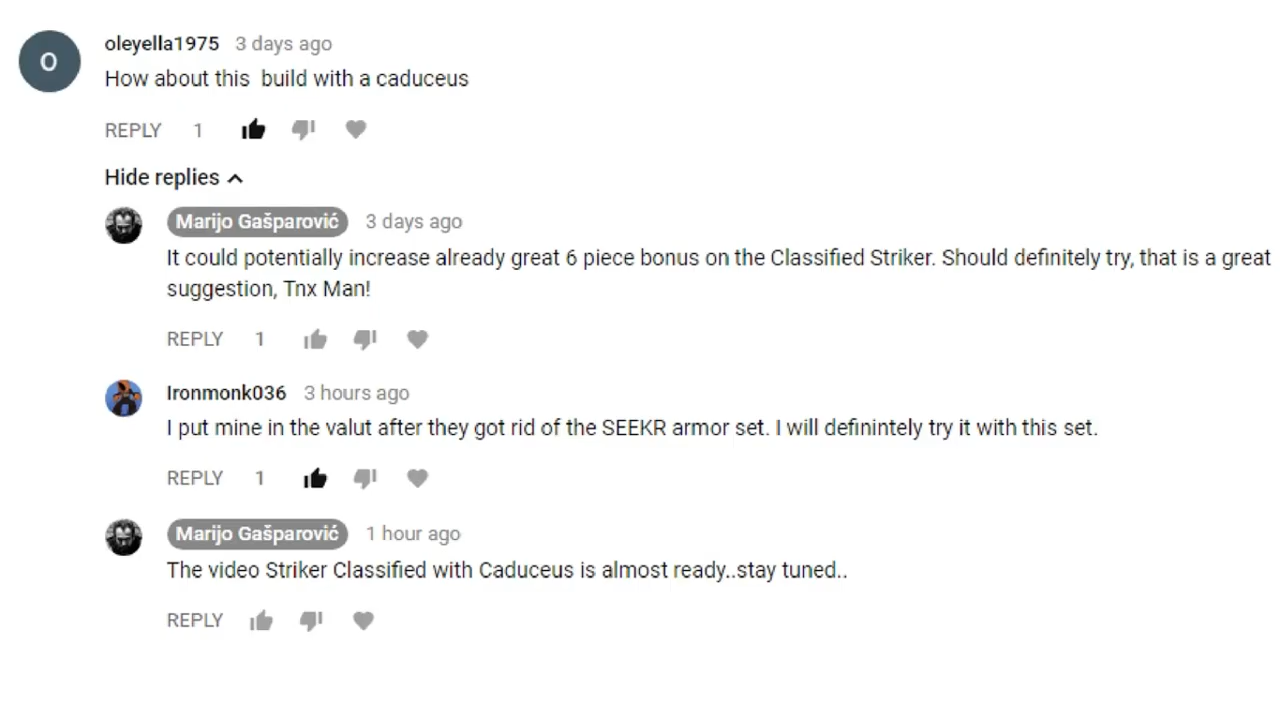 O
oleyella1975 3 days ago
How about this build with a caduceus
REPLY 1
Hide replies
Marijo Gašparović 3 days ago
It could potentially increase already great 6 piece bonus on the Classified Striker. Should definitely try, that is a great
suggestion, Tnx Man!
REPLY 1
Ironmonk036 3 hours ago
I put mine in the valut after they got rid of the SEEKR armor set. I will definintely try it with this set.
REPLY 1
Marijo Gašparović 1 hour ago
The video Striker Classified with Caduceus is almost ready..stay tuned..
REPLY